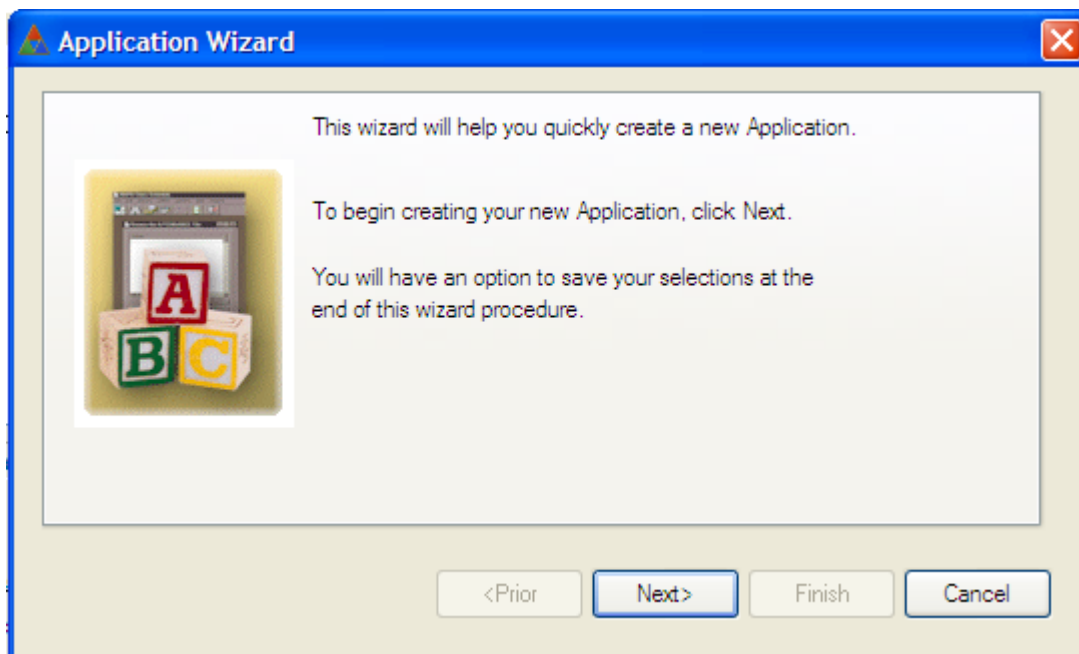 Application Wizard
This wizard will help you quickly create a new Application.
To begin creating your new Application, click Next.
You will have an option to save your selections at the
end of this wizard procedure.
A
B C
<Prior Next> Finish Cancel